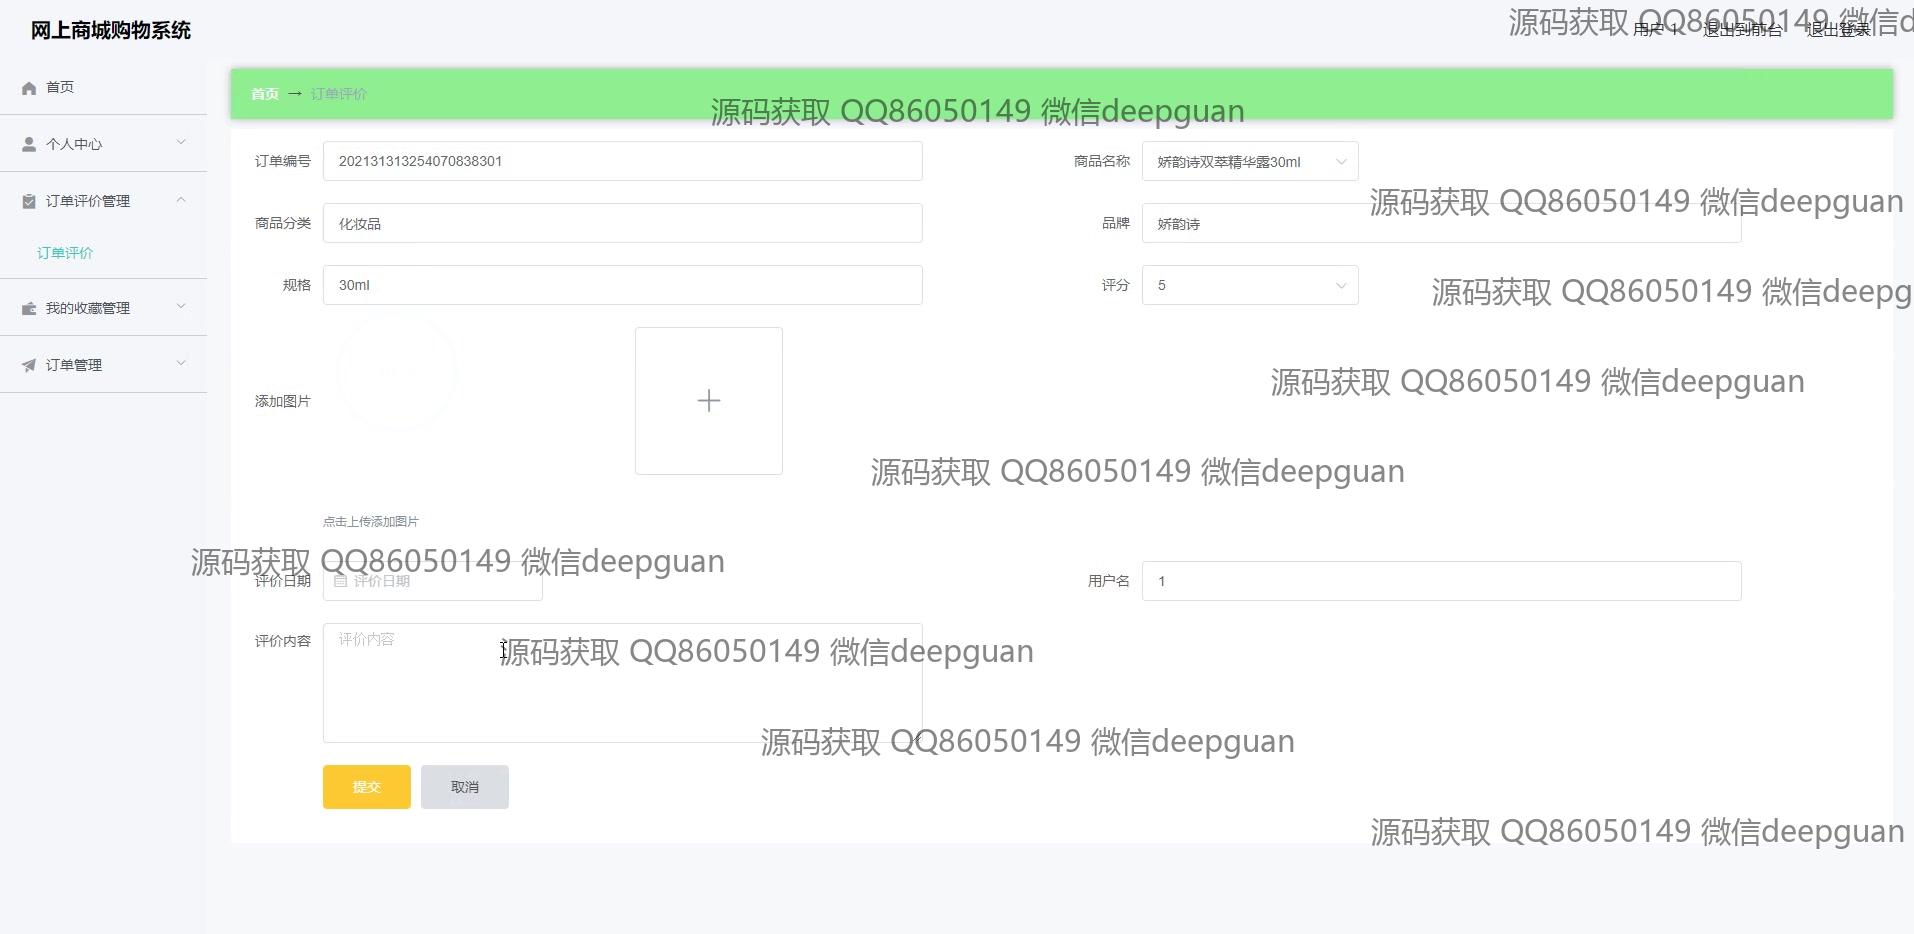 网上商城购物系统
源码获取 QQ86050149 微信d
用户 1
退出到前台
退出登录
首页
个人中心
订单评价管理
订单评价
我的收藏管理
订单管理
首页 → 订单评价
源码获取 QQ86050149 微信deepguan
订单编号 202131313254070838301
商品名称 娇韵诗双萃精华露30ml
源码获取 QQ86050149 微信deepguan
商品分类 化妆品
品牌 娇韵诗
规格 30ml
评分 5
源码获取 QQ86050149 微信deepg
源码获取 QQ86050149 微信deepguan
添加图片
源码获取 QQ86050149 微信deepguan
点击上传添加图片
源码获取 QQ86050149 微信deepguan
评价日期 评价日期
用户名 1
评价内容 评价内容
源码获取 QQ86050149 微信deepguan
源码获取 QQ86050149 微信deepguan
提交 取消
源码获取 QQ86050149 微信deepguan